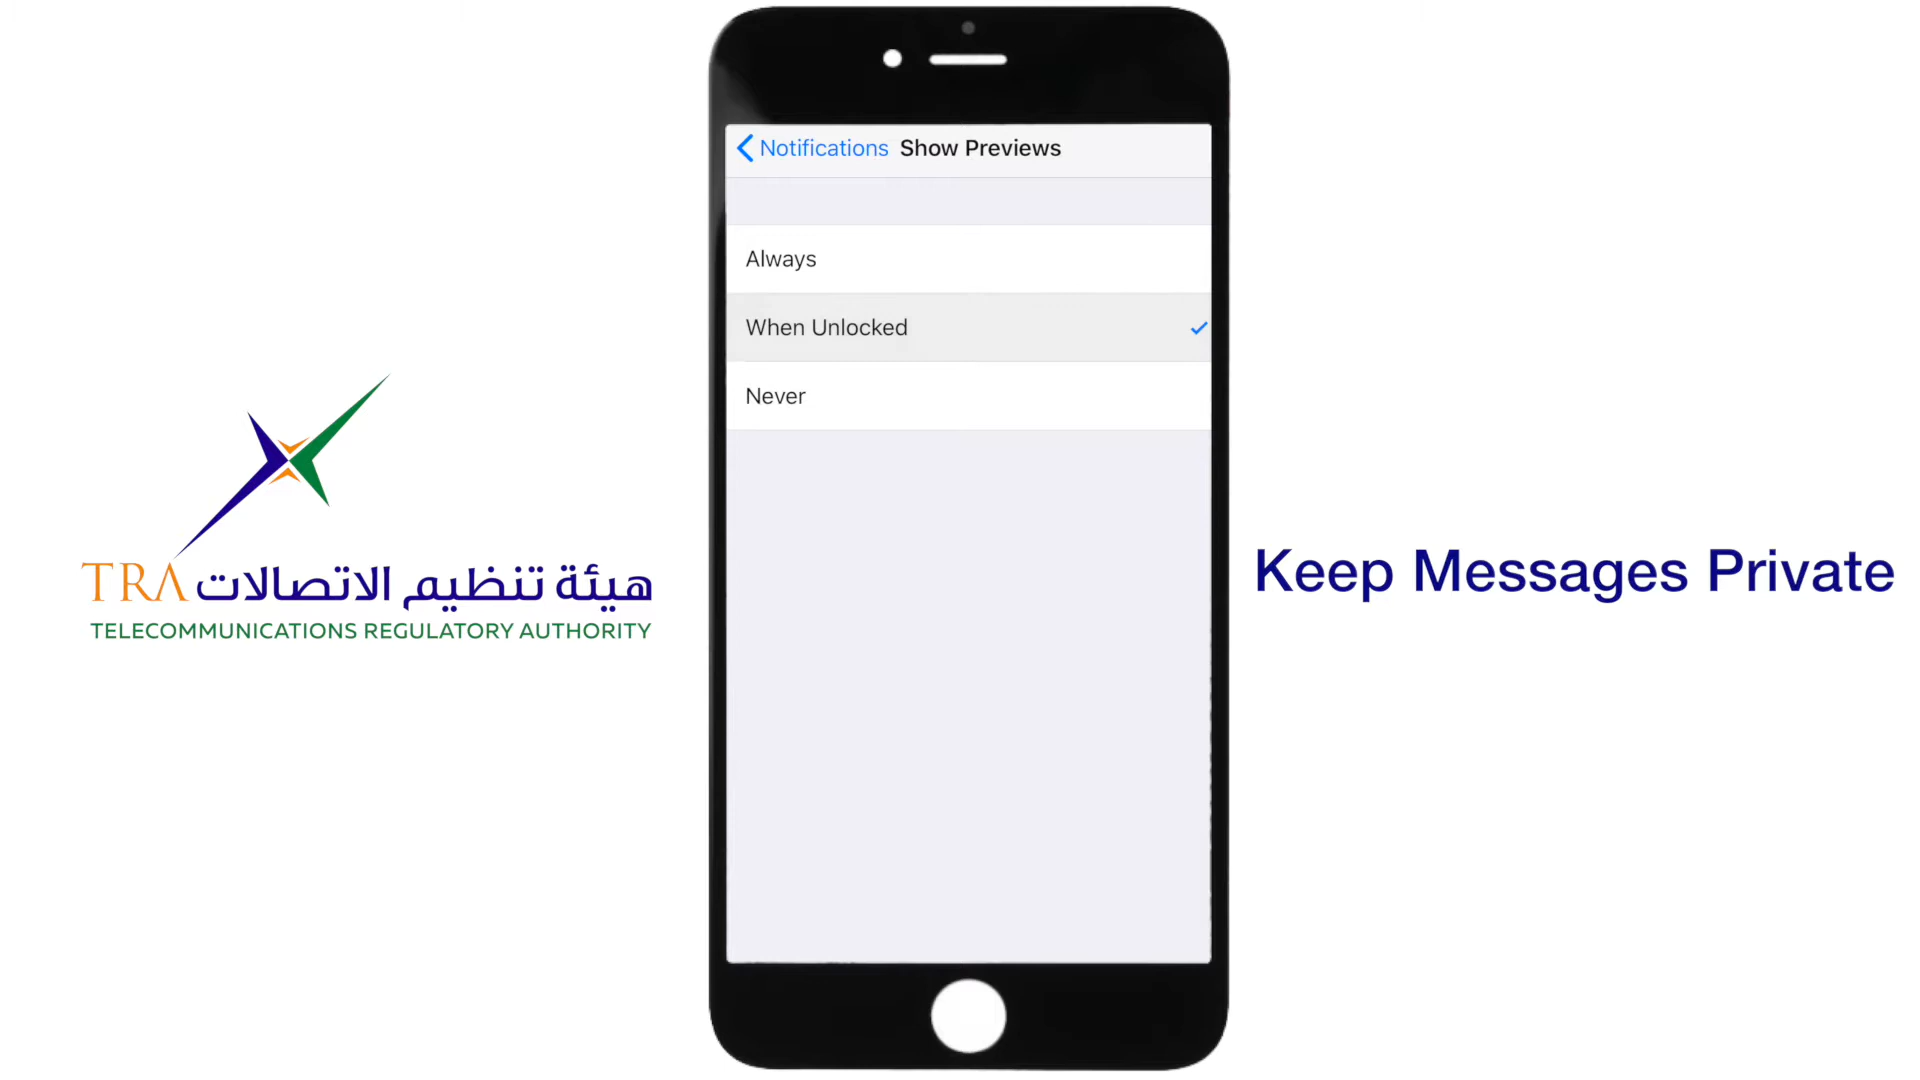 Notifications Show Previews
Always
When Unlocked
Never
TRA هيئة تنظيم الاتصالات
TELECOMMUNICATIONS REGULATORY AUTHORITY
Keep Messages Private